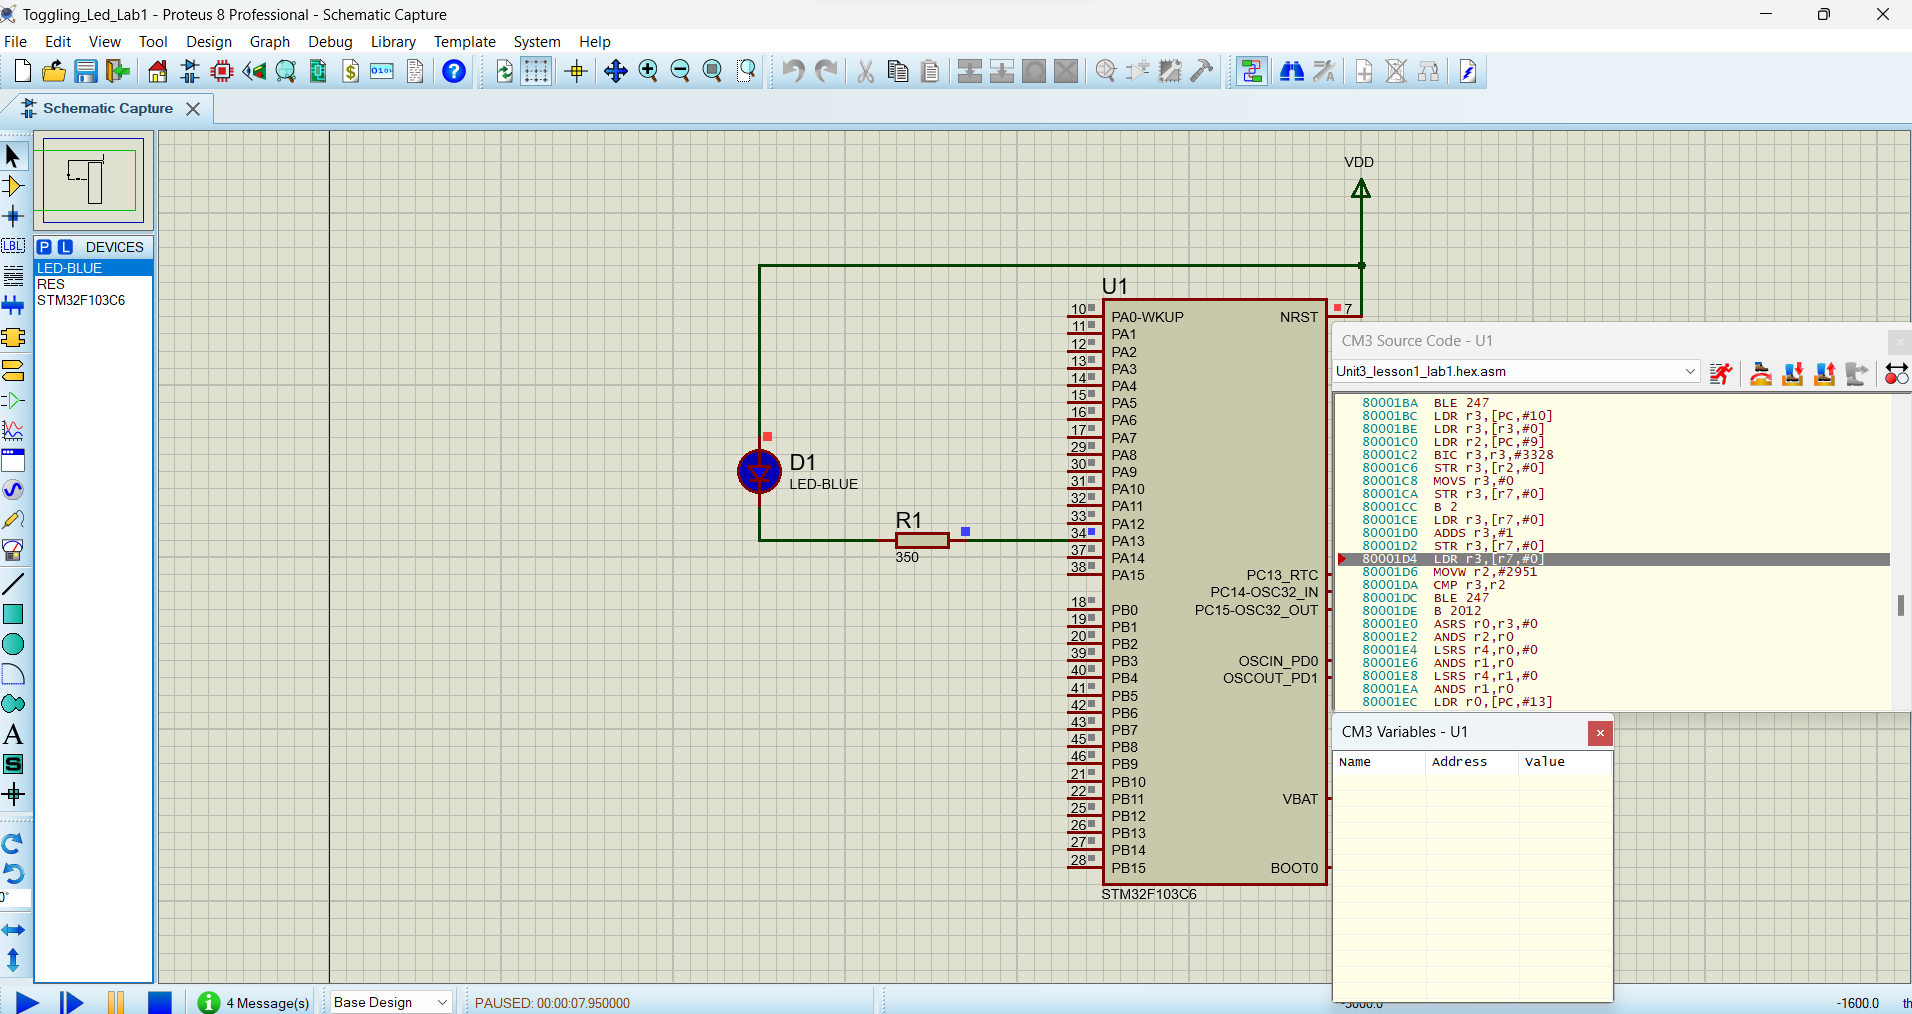 Toggling_Led_Lab1 - Proteus 8 Professional - Schematic Capture
File Edit View Tool Design Graph Debug Library Template System Help
Schematic Capture
P L DEVICES
LED-BLUE
RES
STM32F103C6
LBL
A
S
VDD
U1
10 PA0-WKUP
11 PA1
12 PA2
13 PA3
14 PA4
15 PA5
16 PA6
17 PA7
29 PA8
30 PA9
31 PA10
32 PA11
33 PA12
34 PA13
37 PA14
38 PA15
18 PB0
19 PB1
20 PB2
39 PB3
40 PB4
41 PB5
42 PB6
43 PB7
45 PB8
46 PB9
21 PB10
22 PB11
25 PB12
26 PB13
27 PB14
28 PB15
NRST 7
PC13_RTC
PC14-OSC32_IN
PC15-OSC32_OUT
OSCIN_PD0
OSCOUT_PD1
VBAT
BOOT0
STM32F103C6
D1
LED-BLUE
R1
350
CM3 Source Code - U1
Unit3_lesson1_lab1.hex.asm
80001BA BLE 247
80001BC LDR r3,[PC,#10]
80001BE LDR r3,[r3,#0]
80001C0 LDR r2,[PC,#9]
80001C2 BIC r3,r3,#3328
80001C6 STR r3,[r2,#0]
80001C8 MOVS r3,#0
80001CA STR r3,[r7,#0]
80001CC B 2
80001CE LDR r3,[r7,#0]
80001D0 ADDS r3,#1
80001D2 STR r3,[r7,#0]
80001D4 LDR r3,[r7,#0]
80001D6 MOVW r2,#2951
80001DA CMP r3,r2
80001DC BLE 247
80001DE B 2012
80001E0 ASRS r0,r3,#0
80001E2 ANDS r2,r0
80001E4 LSRS r4,r0,#0
80001E6 ANDS r1,r0
80001E8 LSRS r4,r1,#0
80001EA ANDS r1,r0
80001EC LDR r0,[PC,#13]
CM3 Variables - U1
Name Address Value
0°
4 Message(s)
Base Design
PAUSED: 00:00:07.950000
-1600.0 th